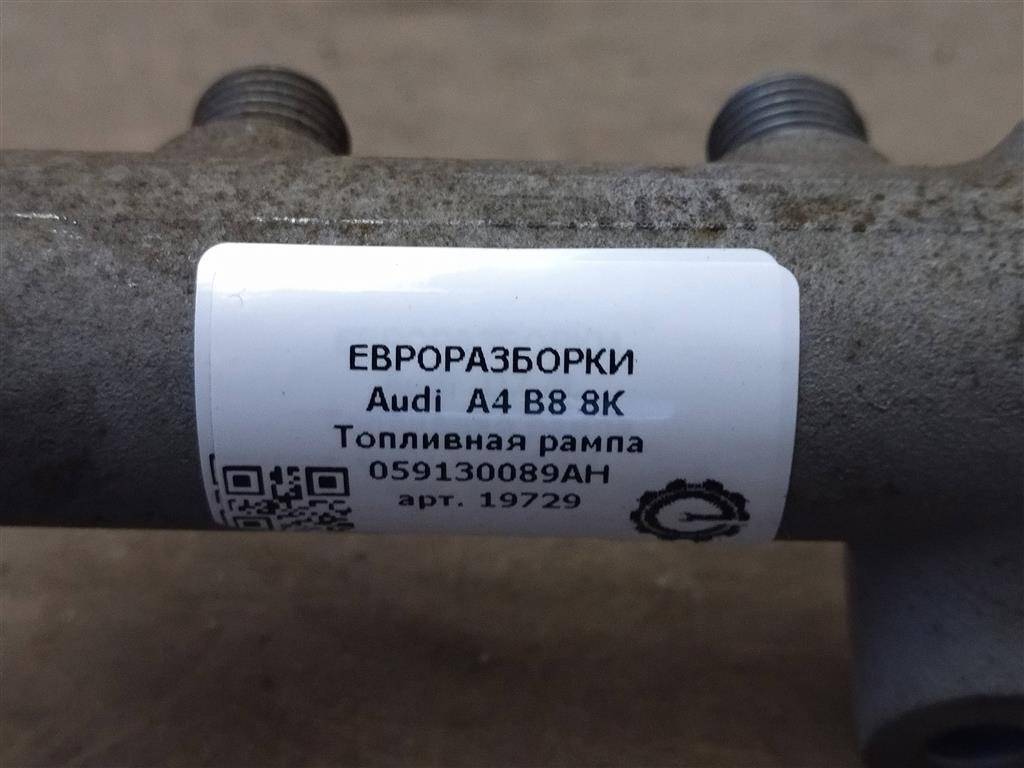 ЕВРОРАЗБОРКИ
Audi A4 B8 8K
Топливная рампа
059130089AH
арт. 19729